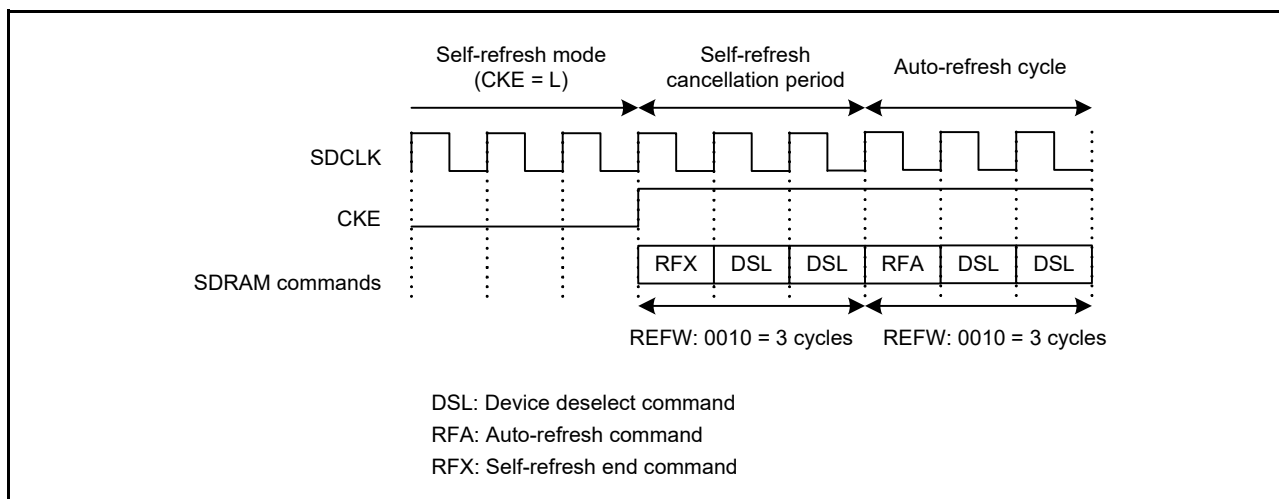 Self-refresh mode
(CKE = L)
Self-refresh
cancellation period
Auto-refresh cycle
SDCLK
CKE
SDRAM commands
RFX DSL DSL RFA DSL DSL
REFW: 0010 = 3 cycles REFW: 0010 = 3 cycles
DSL: Device deselect command
RFA: Auto-refresh command
RFX: Self-refresh end command